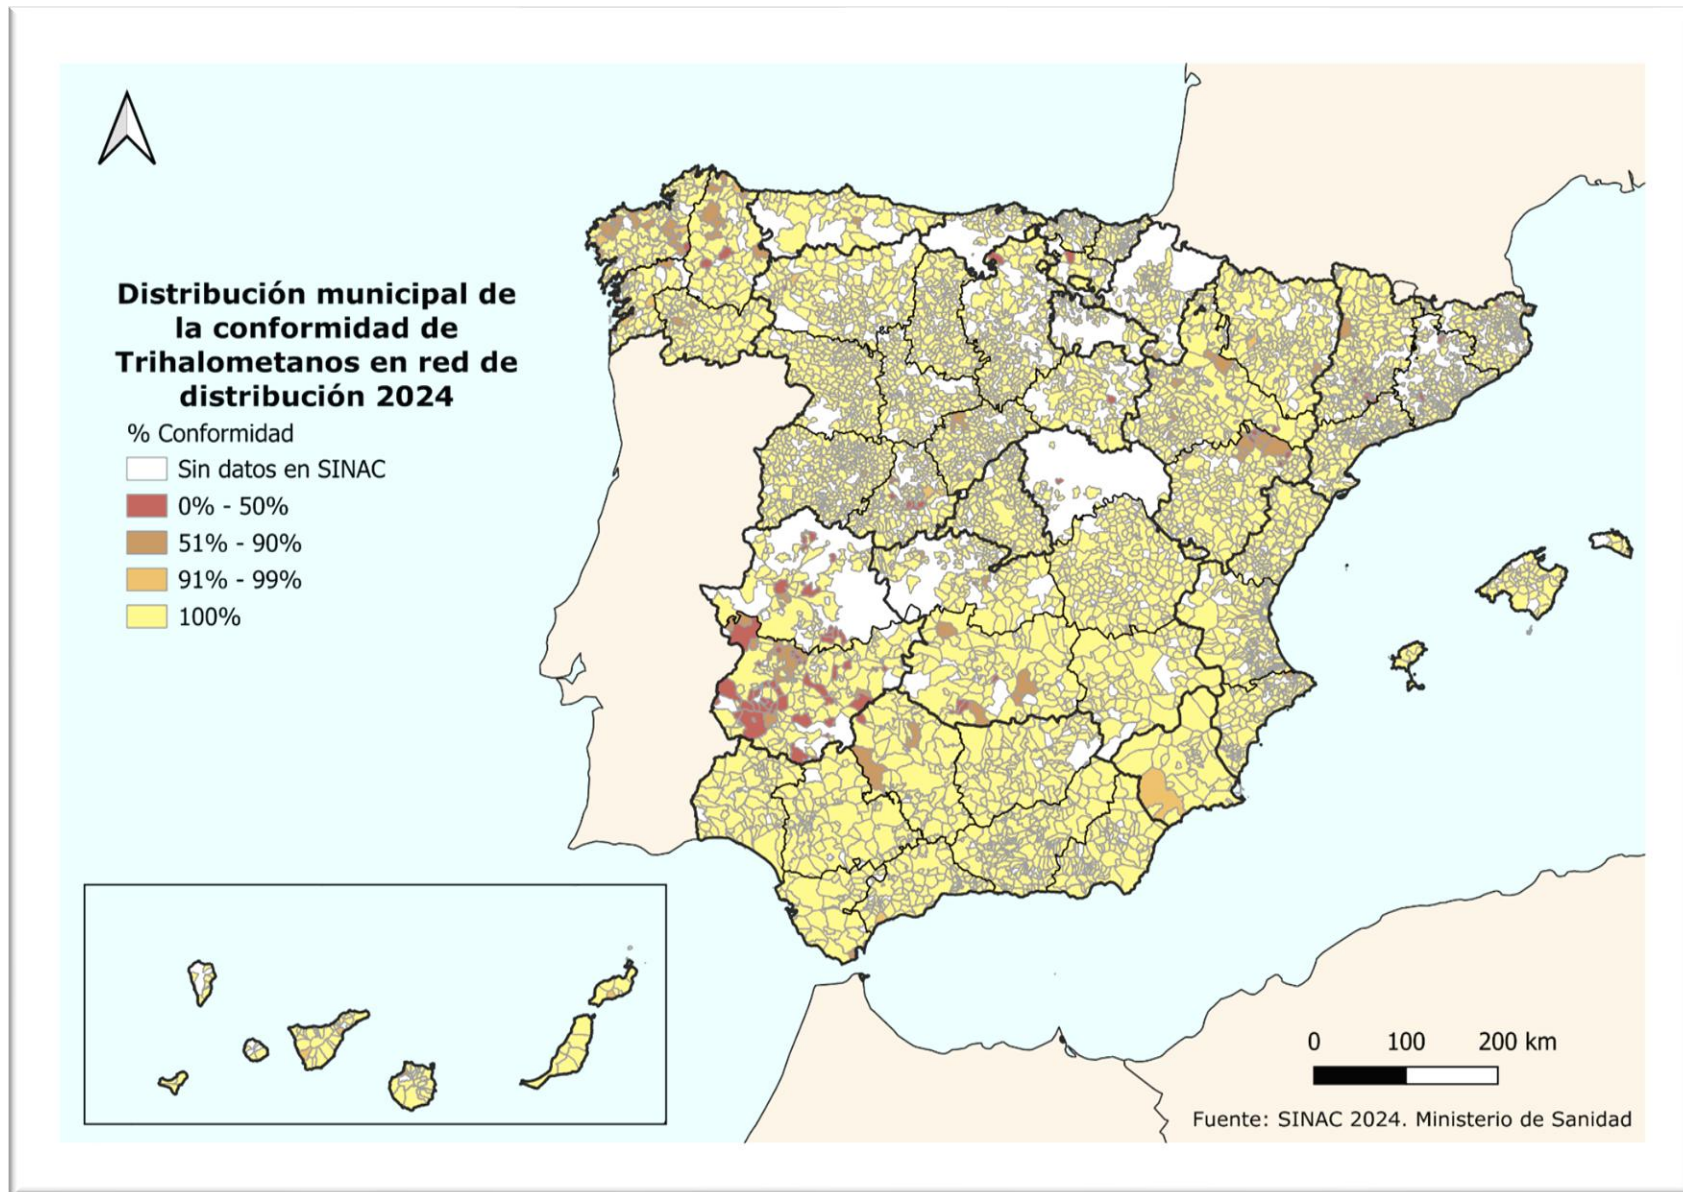 Distribución municipal de
la conformidad de
Trihalometanos en red de
distribución 2024
% Conformidad
Sin datos en SINAC
0% - 50%
51% - 90%
91% - 99%
100%
0 100 200 km
Fuente: SINAC 2024. Ministerio de Sanidad